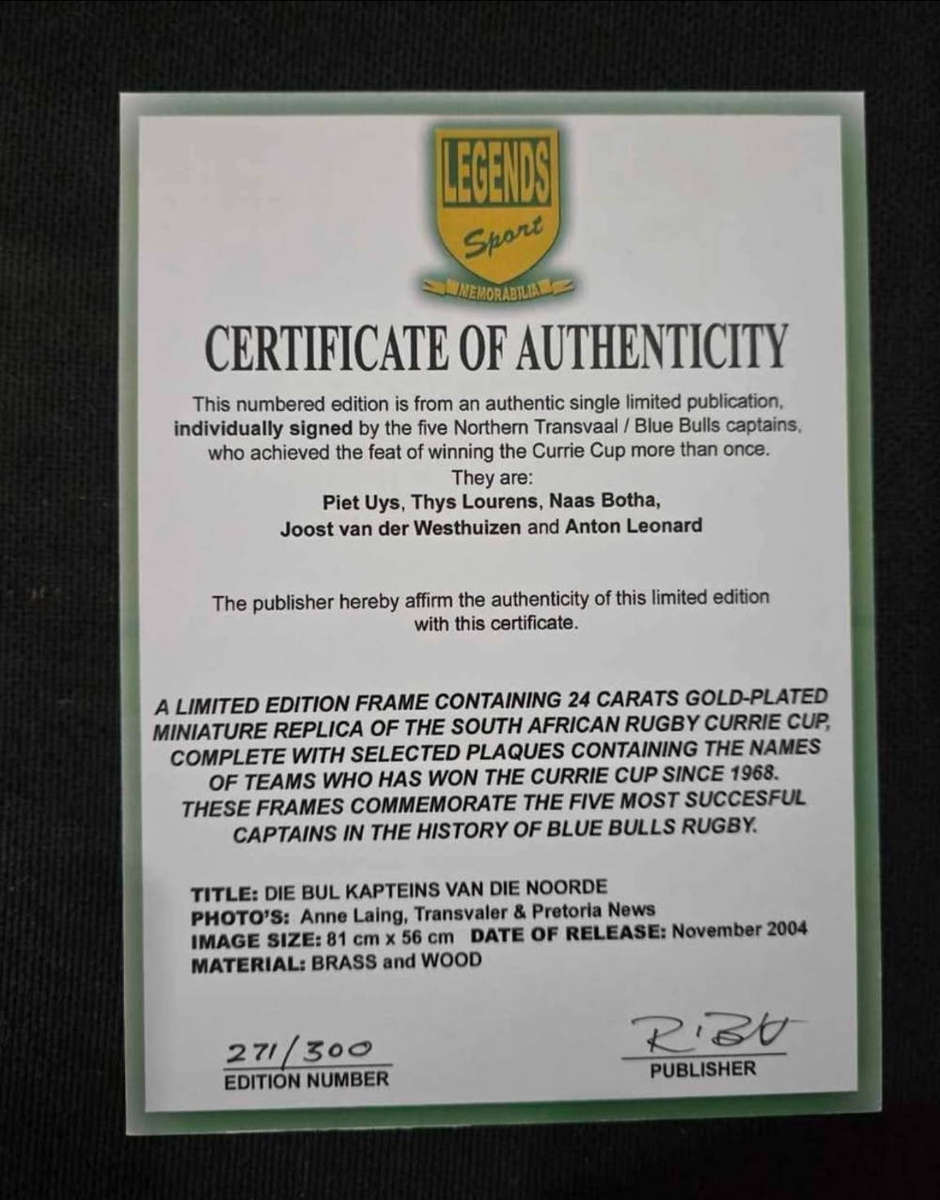 LEGENDS
Sport
MEMORABILIA
CERTIFICATE OF AUTHENTICITY
This numbered edition is from an authentic single limited publication,
individually signed by the five Northern Transvaal / Blue Bulls captains,
who achieved the feat of winning the Currie Cup more than once.
They are:
Piet Uys, Thys Lourens, Naas Botha,
Joost van der Westhuizen and Anton Leonard
The publisher hereby affirm the authenticity of this limited edition
with this certificate.
A LIMITED EDITION FRAME CONTAINING 24 CARATS GOLD-PLATED
MINIATURE REPLICA OF THE SOUTH AFRICAN RUGBY CURRIE CUP,
COMPLETE WITH SELECTED PLAQUES CONTAINING THE NAMES
OF TEAMS WHO HAS WON THE CURRIE CUP SINCE 1968.
THESE FRAMES COMMEMORATE THE FIVE MOST SUCCESFUL
CAPTAINS IN THE HISTORY OF BLUE BULLS RUGBY.
TITLE: DIE BUL KAPTEINS VAN DIE NOORDE
PHOTO'S: Anne Laing, Transvaler & Pretoria News
IMAGE SIZE: 81 cm x 56 cm DATE OF RELEASE: November 2004
MATERIAL: BRASS and WOOD
271/300
EDITION NUMBER
PUBLISHER